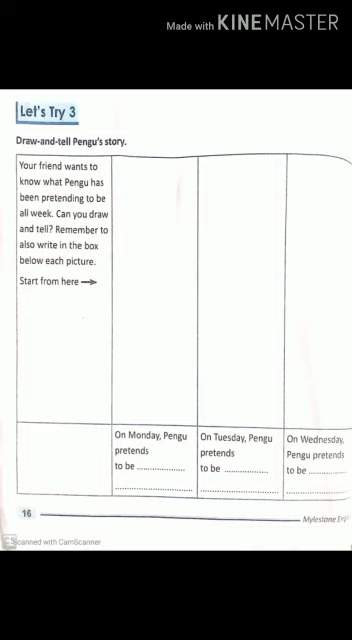 Made with KINEMASTER
Let's Try 3
Draw-and-tell Pengu's story.
Your friend wants to
know what Pengu has
been pretending to be
all week. Can you draw
and tell? Remember to
also write in the box
below each picture.
Start from here
On Monday, Pengu
pretends
to be ....................
................................
On Tuesday, Pengu
pretends
to be ..................
................................
On Wednesday,
Pengu pretends
to be ................
........................
16
Mylestone
Scanned with CamScanner